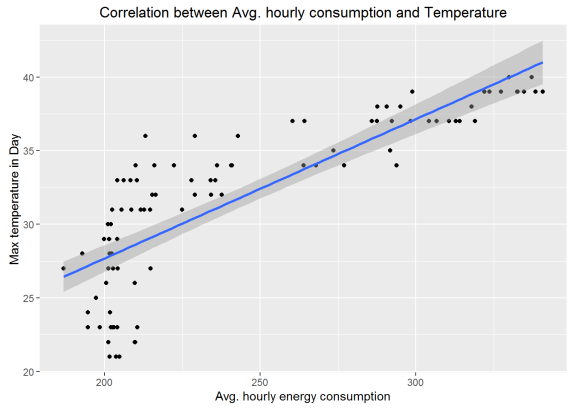 Correlation between Avg. hourly consumption and Temperature
Max temperature in Day
40
35
30
25
20
200
250
300
Avg. hourly energy consumption